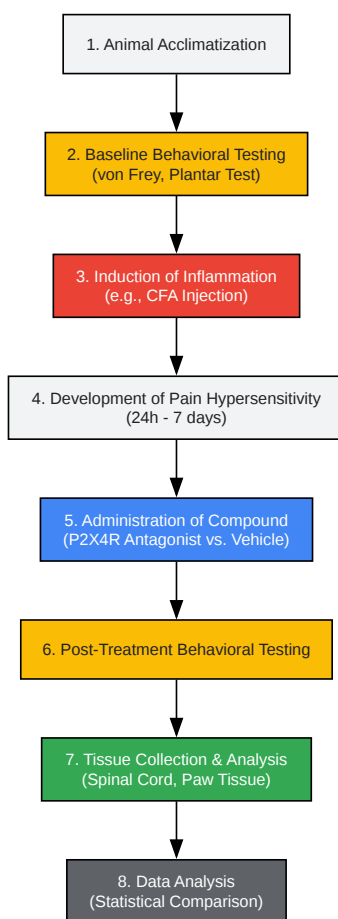 1. Animal Acclimatization
2. Baseline Behavioral Testing
(von Frey, Plantar Test)
3. Induction of Inflammation
(e.g., CFA Injection)
4. Development of Pain Hypersensitivity
(24h - 7 days)
5. Administration of Compound
(P2X4R Antagonist vs. Vehicle)
6. Post-Treatment Behavioral Testing
7. Tissue Collection & Analysis
(Spinal Cord, Paw Tissue)
8. Data Analysis
(Statistical Comparison)